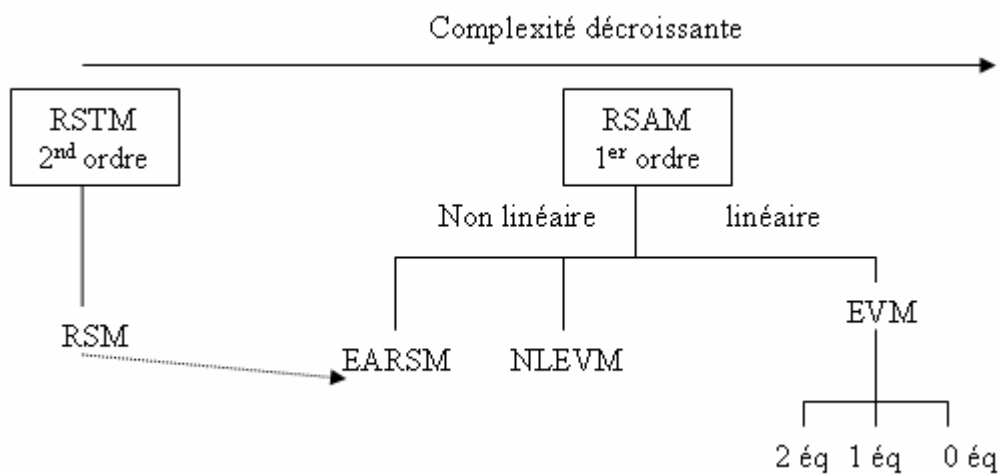 Complexité décroissante
RSTM
2nd ordre
RSAM
1er ordre
Non linéaire
linéaire
RSM
EARSM
NLEVM
EVM
2 éq
1 éq
0 éq